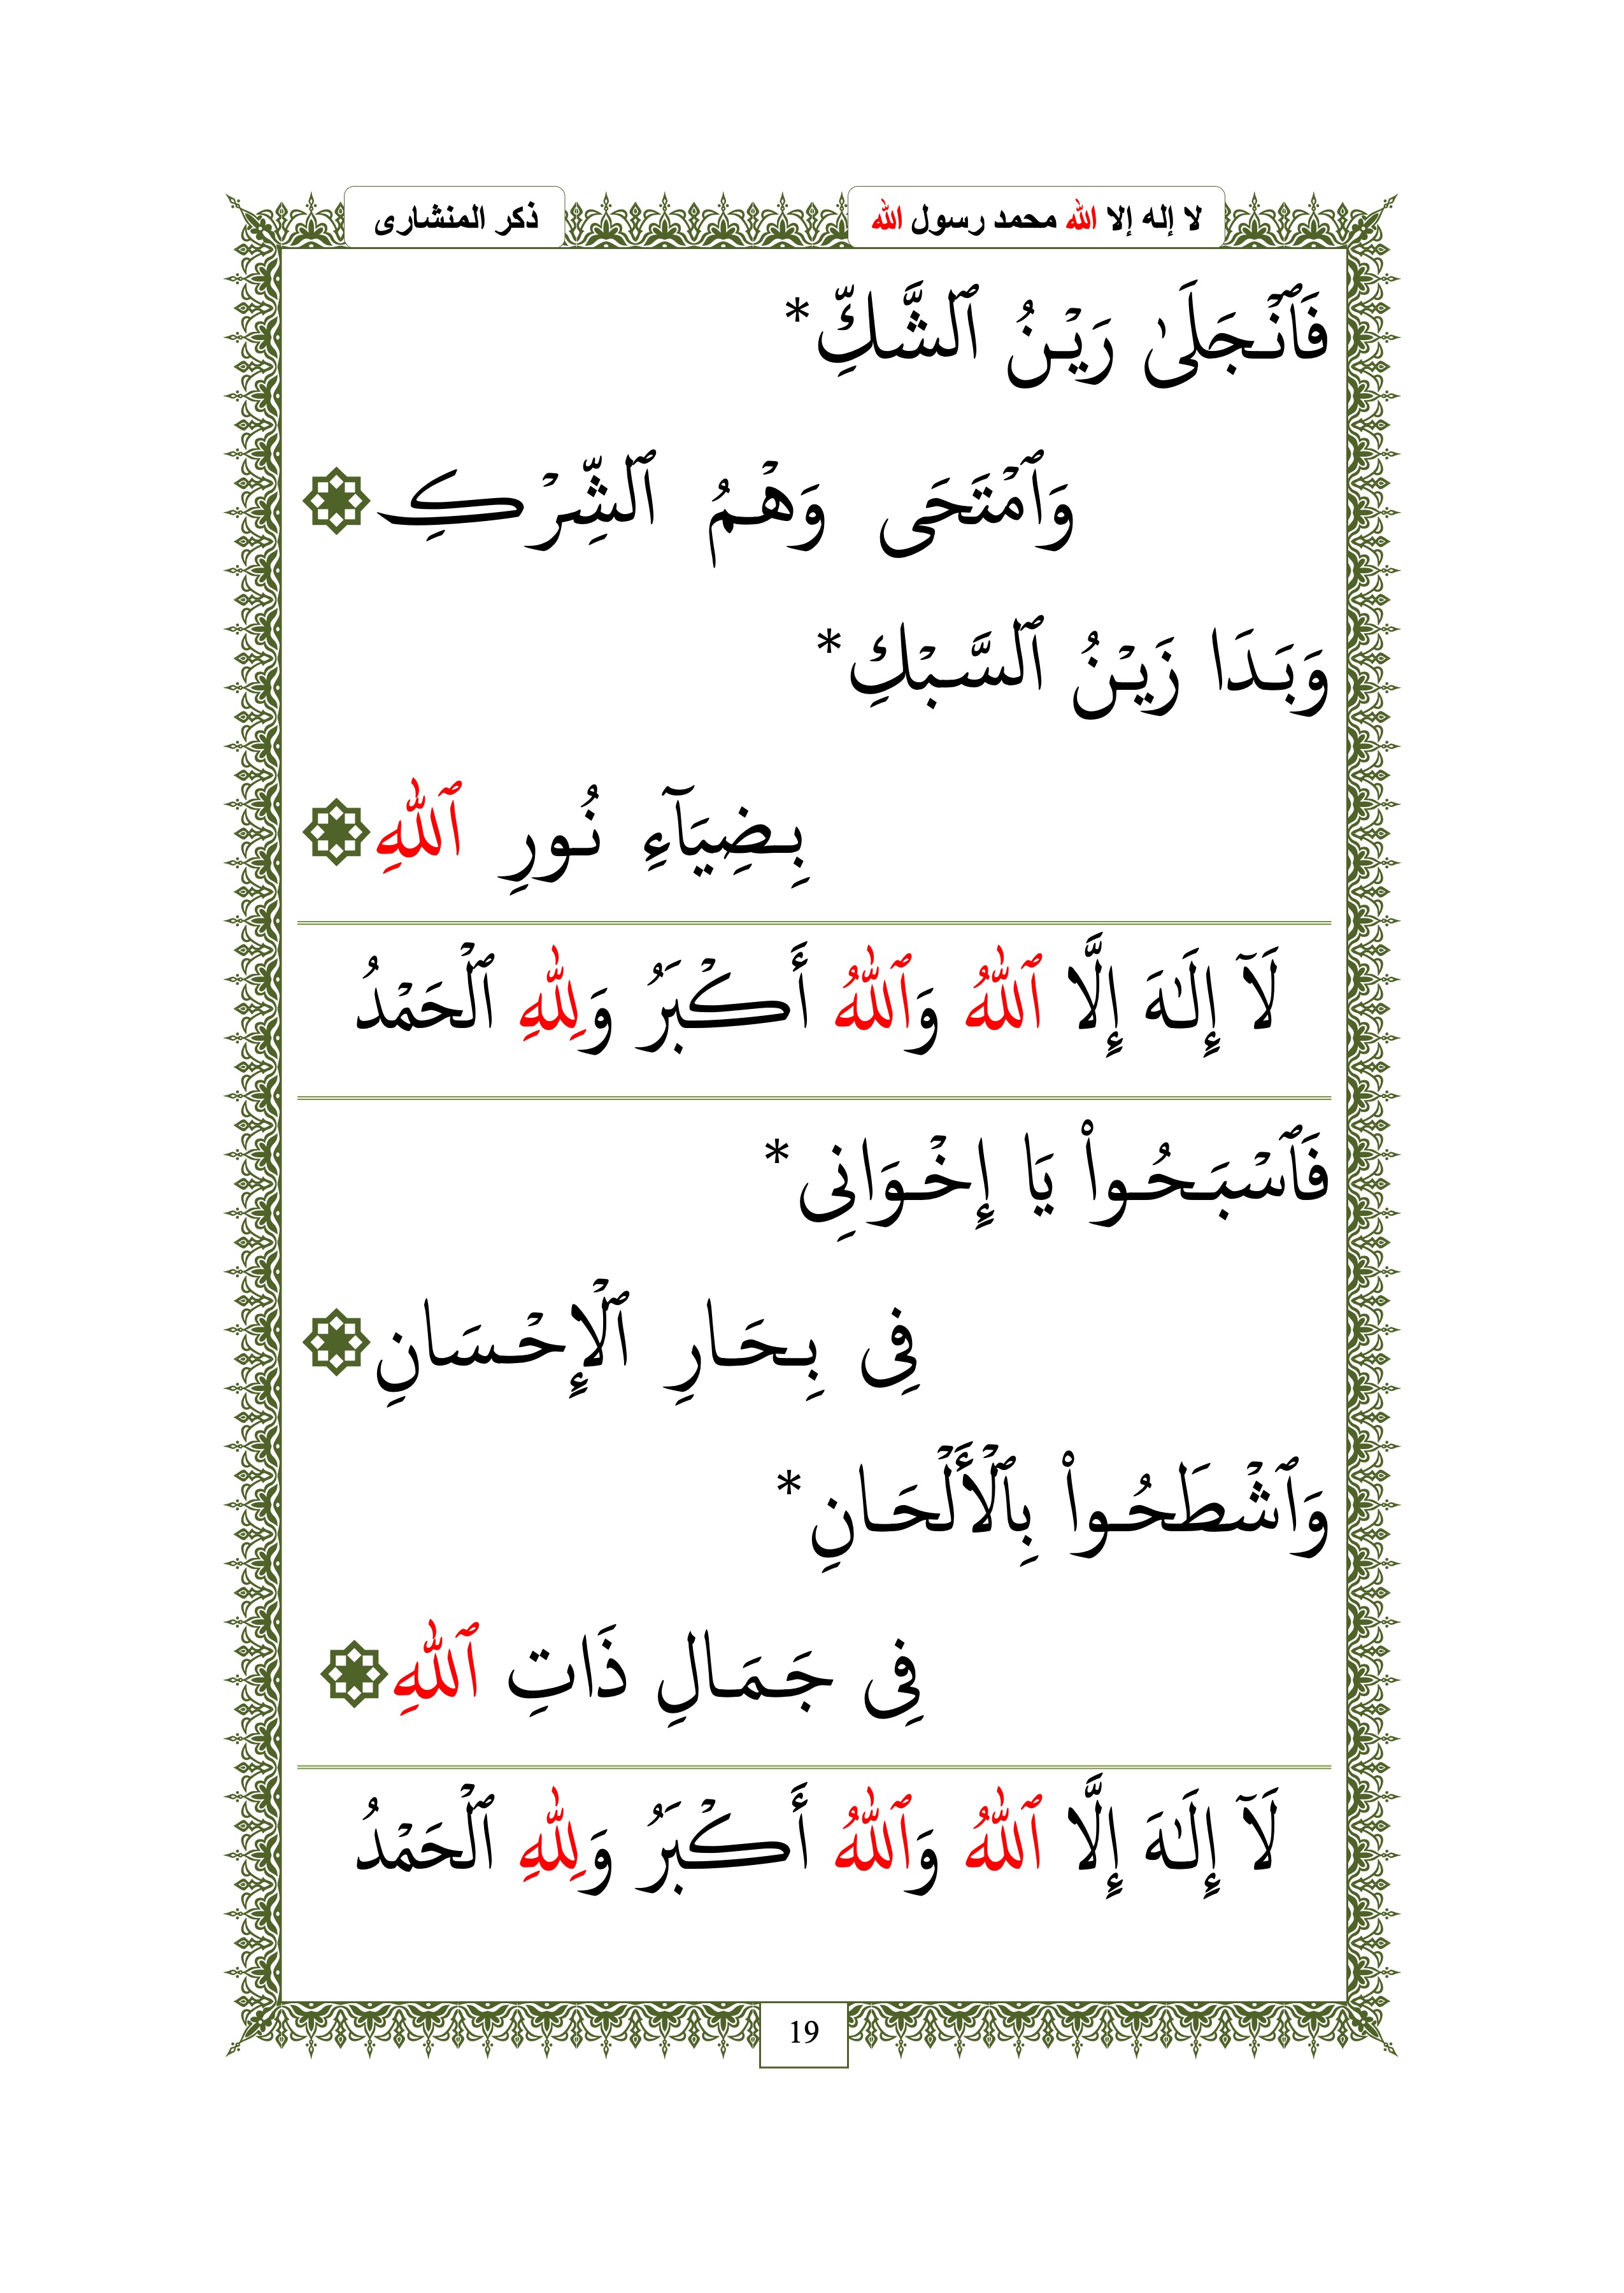 لا إله إلا الله محمد رسول الله
ذكر المنشارى
فَٱنْجَلَىٰ رَيْنُ ٱلشَّكِّ*
وَٱمْتَحَى وَهْمُ ٱلشِّرْكِ۞
وَبَدَا زَيْنُ ٱلسَّبْكِ*
بِضِيَآءِ نُورِ ٱللَّهِ۞
لَآ إِلَـٰهَ إِلَّا ٱللَّهُ وَٱللَّهُ أَكْبَرُ وَلِلَّهِ ٱلْحَمْدُ
فَٱسْبَحُواْ يَا إِخْوَانِى*
فِى بِحَارِ ٱلْإِحْسَانِ۞
وَٱشْطَحُواْ بِٱلْأَلْحَانِ*
فِى جَمَالِ ذَاتِ ٱللَّهِ۞
لَآ إِلَـٰهَ إِلَّا ٱللَّهُ وَٱللَّهُ أَكْبَرُ وَلِلَّهِ ٱلْحَمْدُ
19